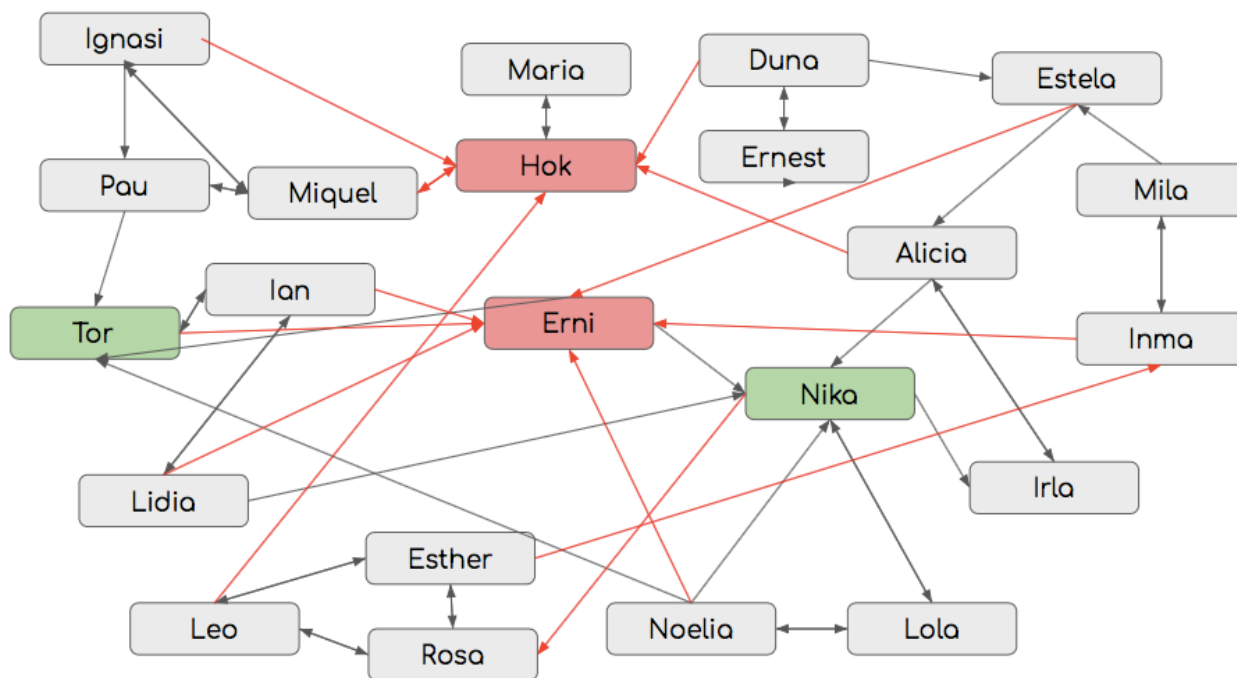 Ignasi
Maria
Duna
Estela
Hok
Ernest
Pau
Miquel
Mila
Alicia
Ian
Tor
Erni
Inma
Nika
Lidia
Irla
Esther
Leo
Rosa
Noelia
Lola